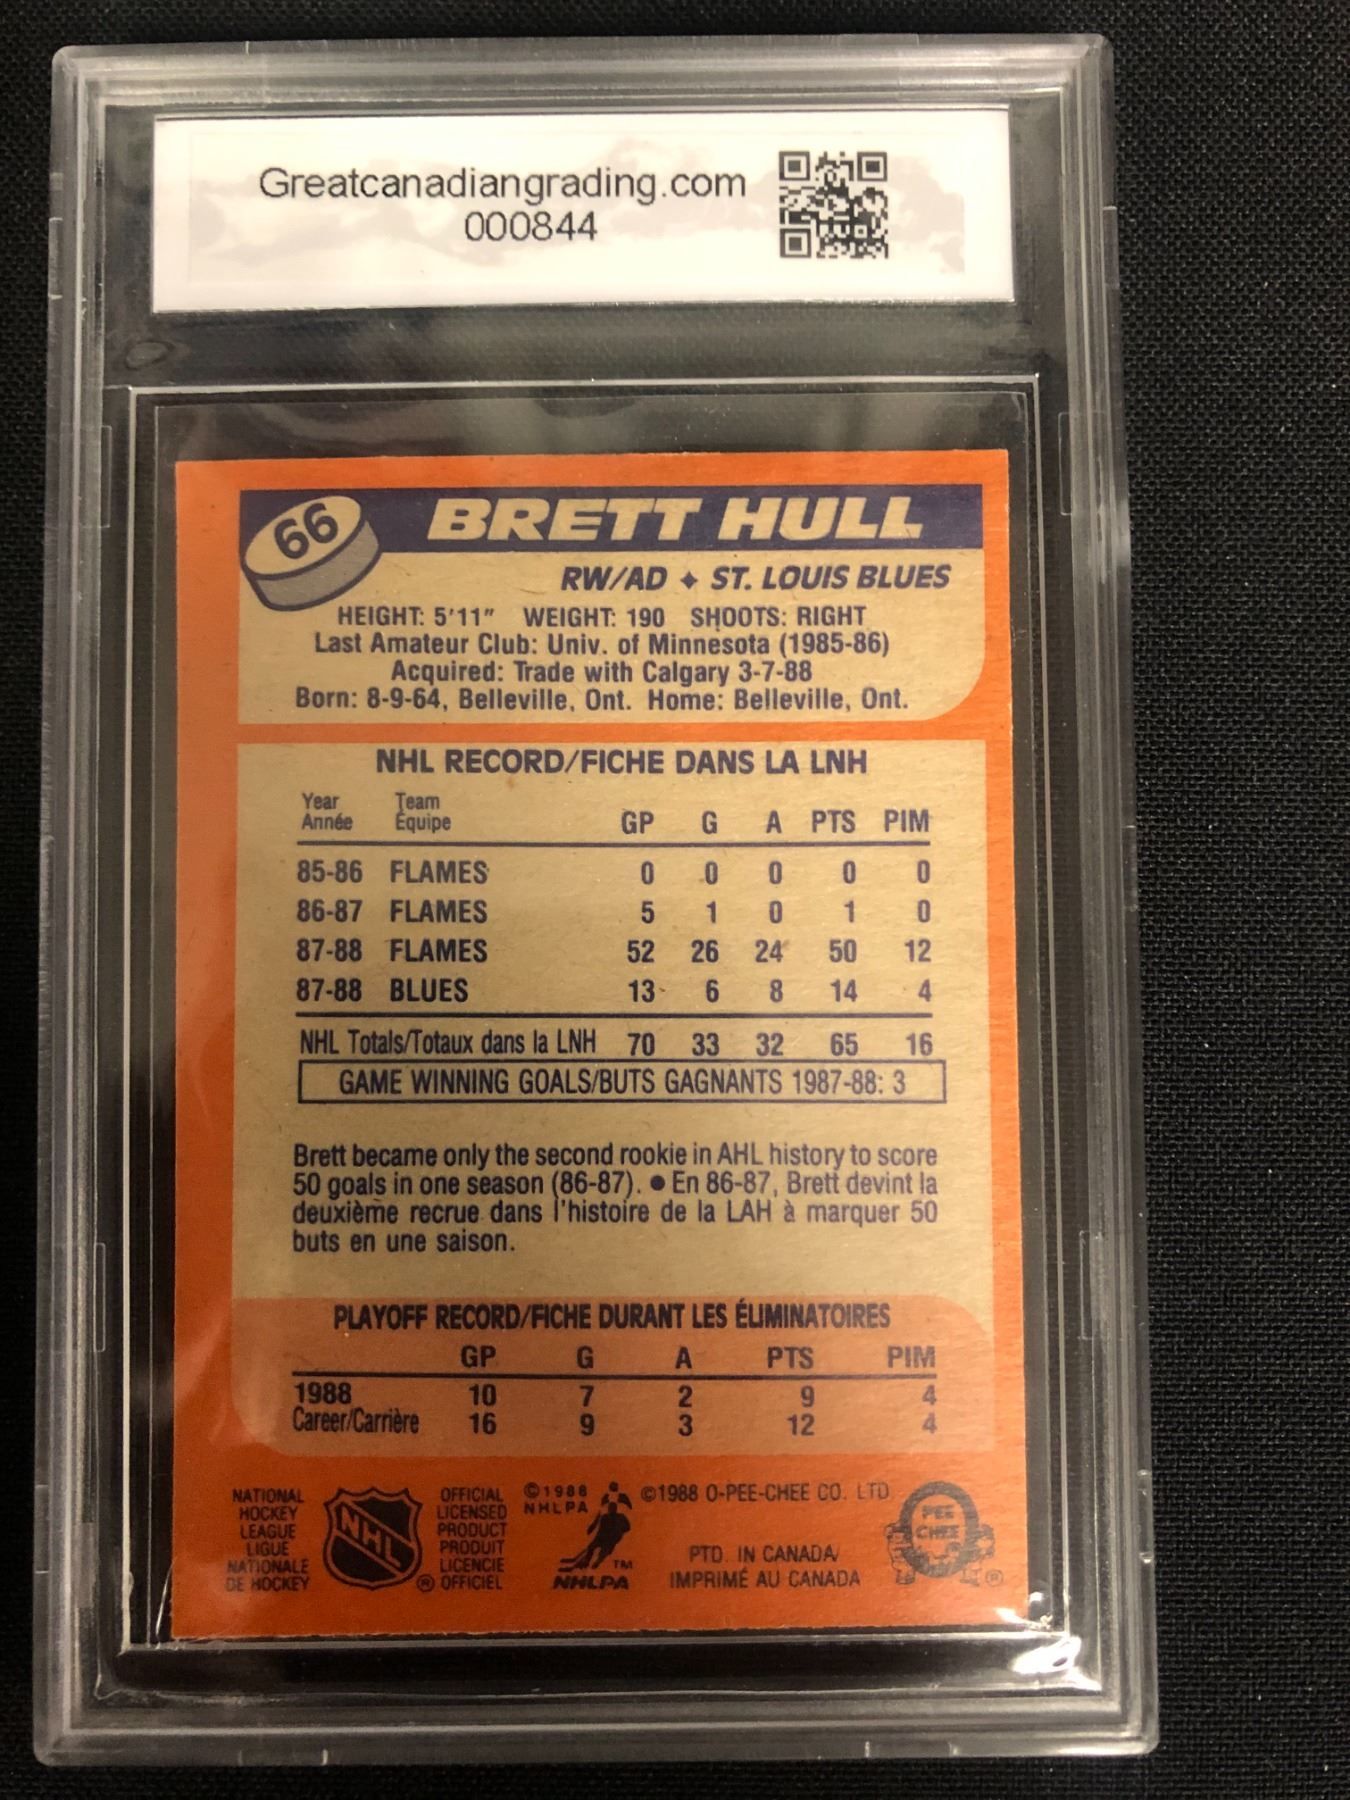 Greatcanadiangrading.com
000844
66
BRETT HULL
RW/AD ✦ ST. LOUIS BLUES
HEIGHT: 5'11" WEIGHT: 190 SHOOTS: RIGHT
Last Amateur Club: Univ. of Minnesota (1985-86)
Acquired: Trade with Calgary 3-7-88
Born: 8-9-64, Belleville, Ont. Home: Belleville, Ont.
NHL RECORD/FICHE DANS LA LNH
Year Team
Année Équipe GP G A PTS PIM
85-86 FLAMES 0 0 0 0 0
86-87 FLAMES 5 1 0 1 0
87-88 FLAMES 52 26 24 50 12
87-88 BLUES 13 6 8 14 4
NHL Totals/Totaux dans la LNH 70 33 32 65 16
GAME WINNING GOALS/BUTS GAGNANTS 1987-88: 3
Brett became only the second rookie in AHL history to score
50 goals in one season (86-87). ● En 86-87, Brett devint la
deuxième recrue dans l'histoire de la LAH à marquer 50
buts en une saison.
PLAYOFF RECORD/FICHE DURANT LES ÉLIMINATOIRES
GP G A PTS PIM
1988 10 7 2 9 4
Career/Carrière 16 9 3 12 4
NATIONAL
HOCKEY
LEAGUE
LIGUE
NATIONALE
DE HOCKEY
NHL
®
OFFICIAL
LICENSED
PRODUCT
PRODUIT
LICENCIE
OFFICIEL
©1988
NHLPA
™
NHLPA
©1988 O-PEE-CHEE CO. LTD.
PTD. IN CANADA/
IMPRIMÉ AU CANADA
PEE
CHEE
®